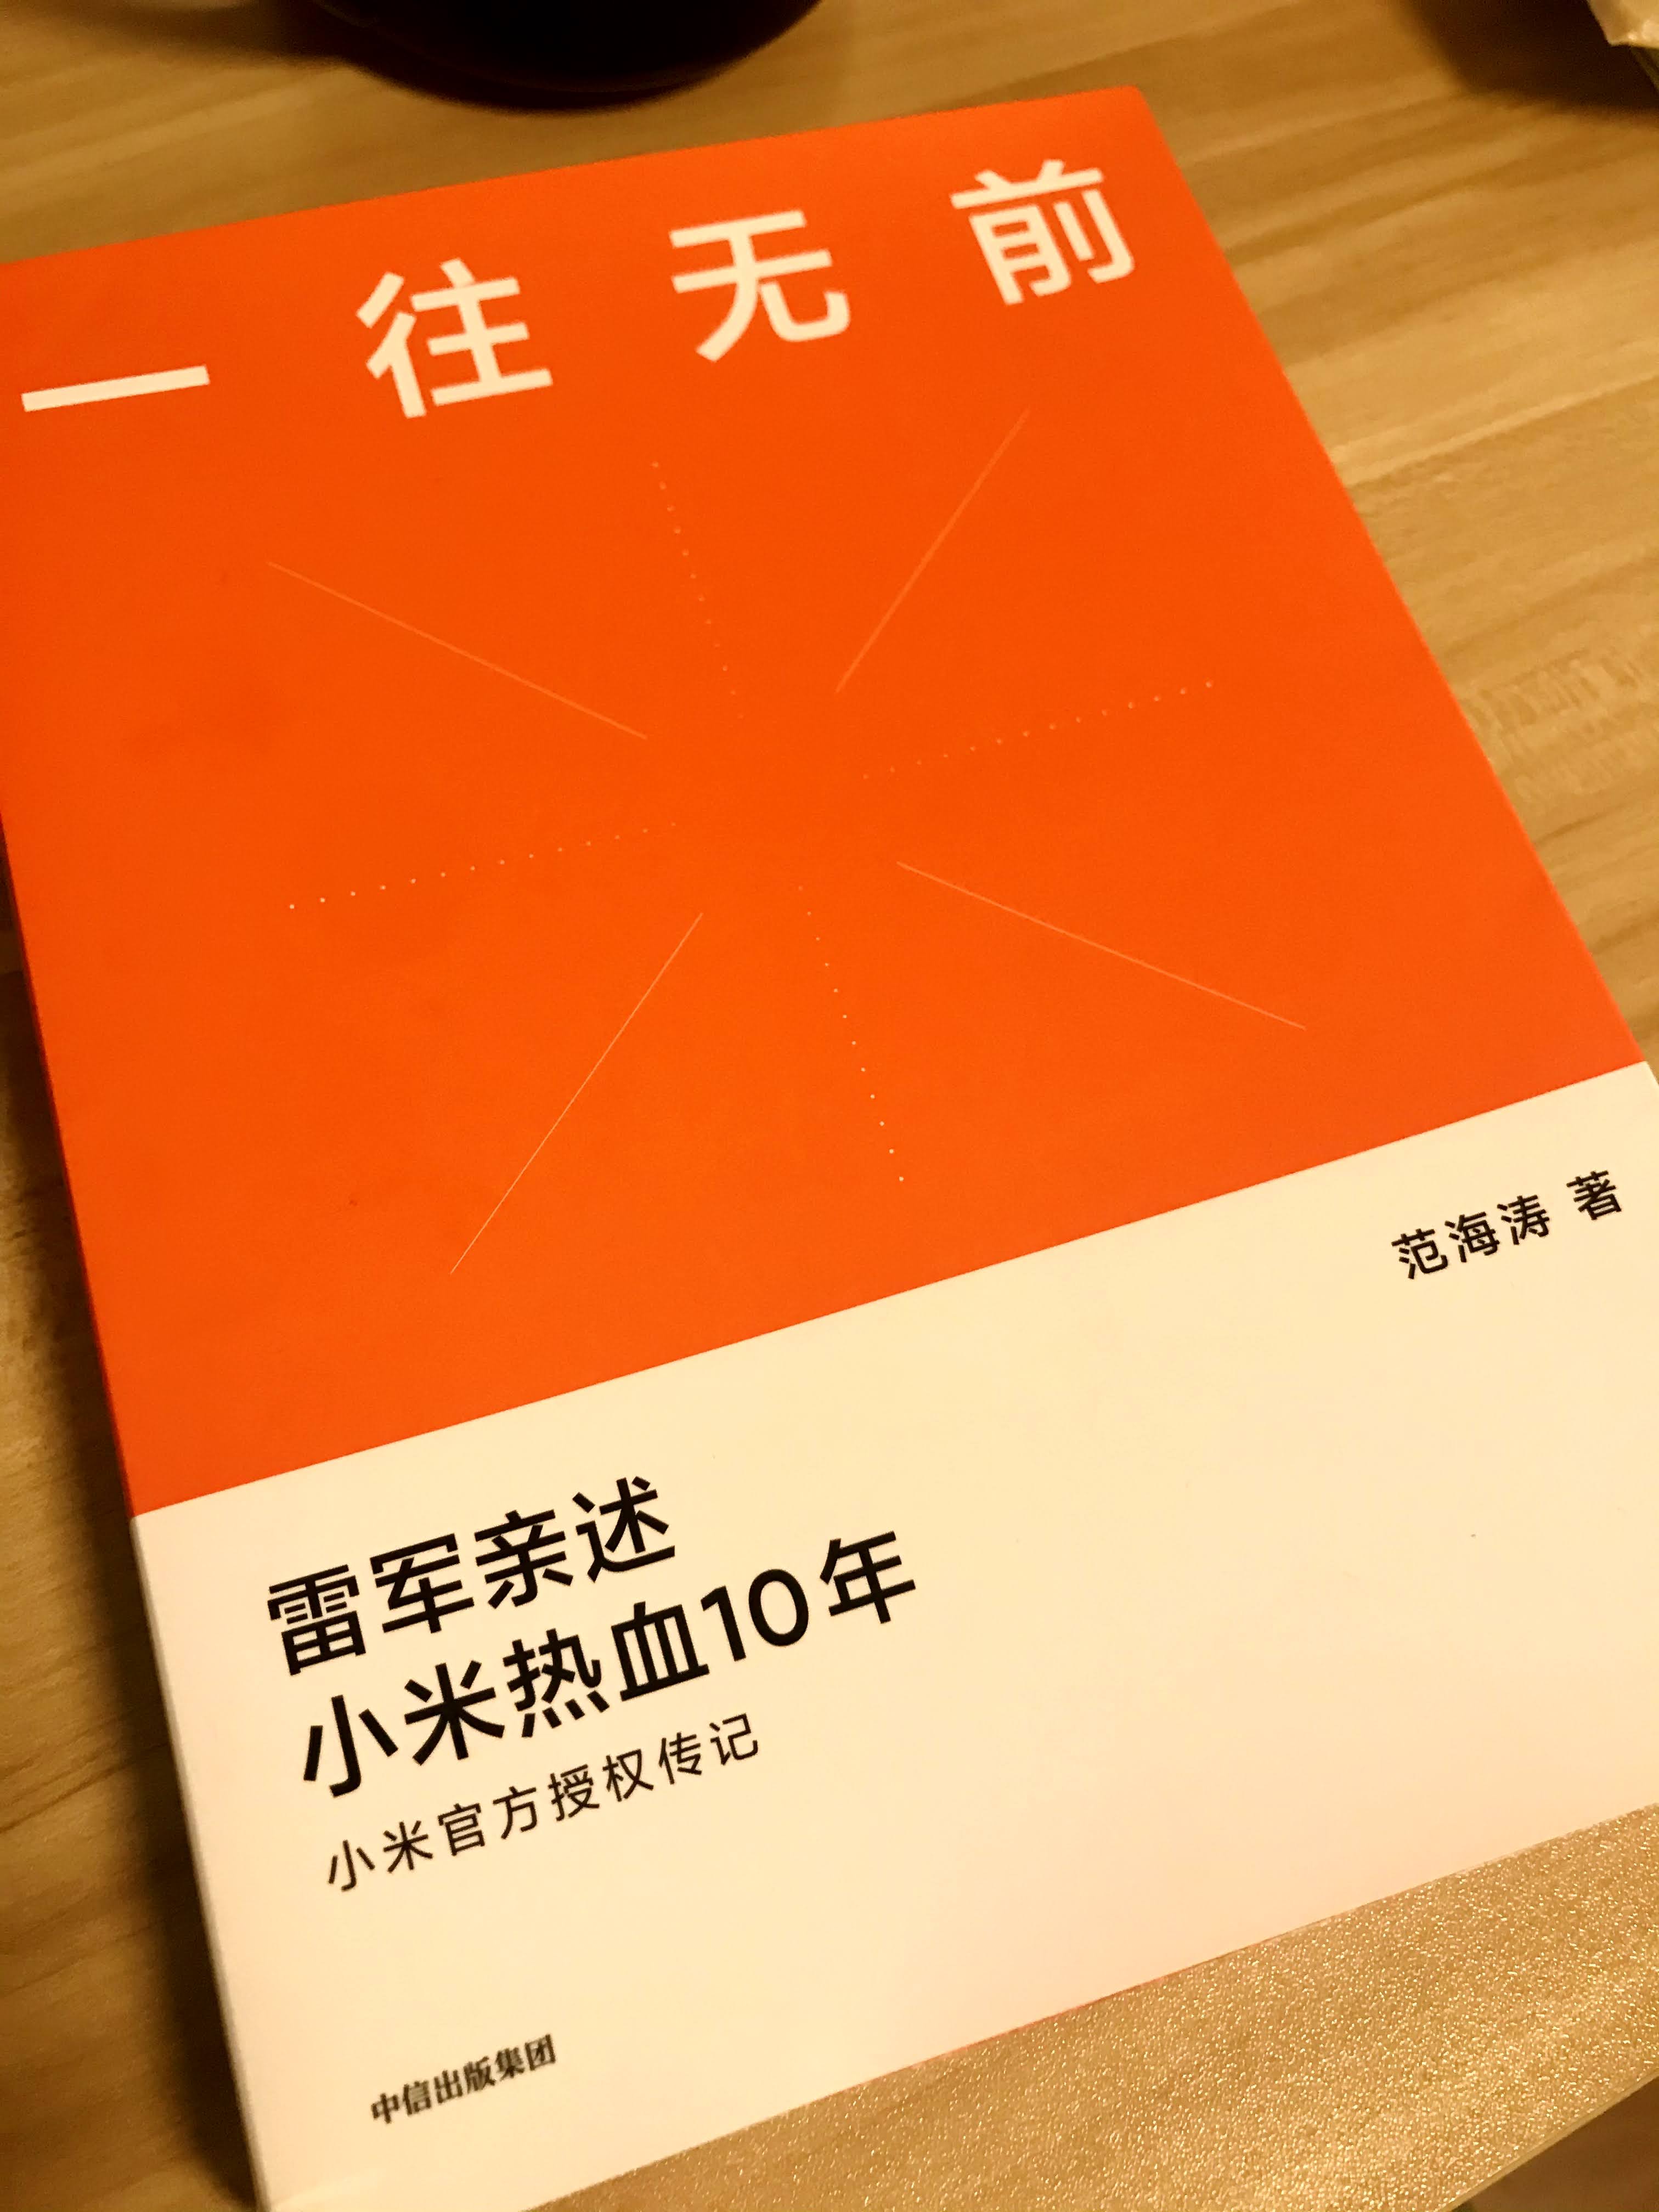 一往无前
范海涛 著
雷军亲述
小米热血10年
小米官方授权传记
中信出版集团